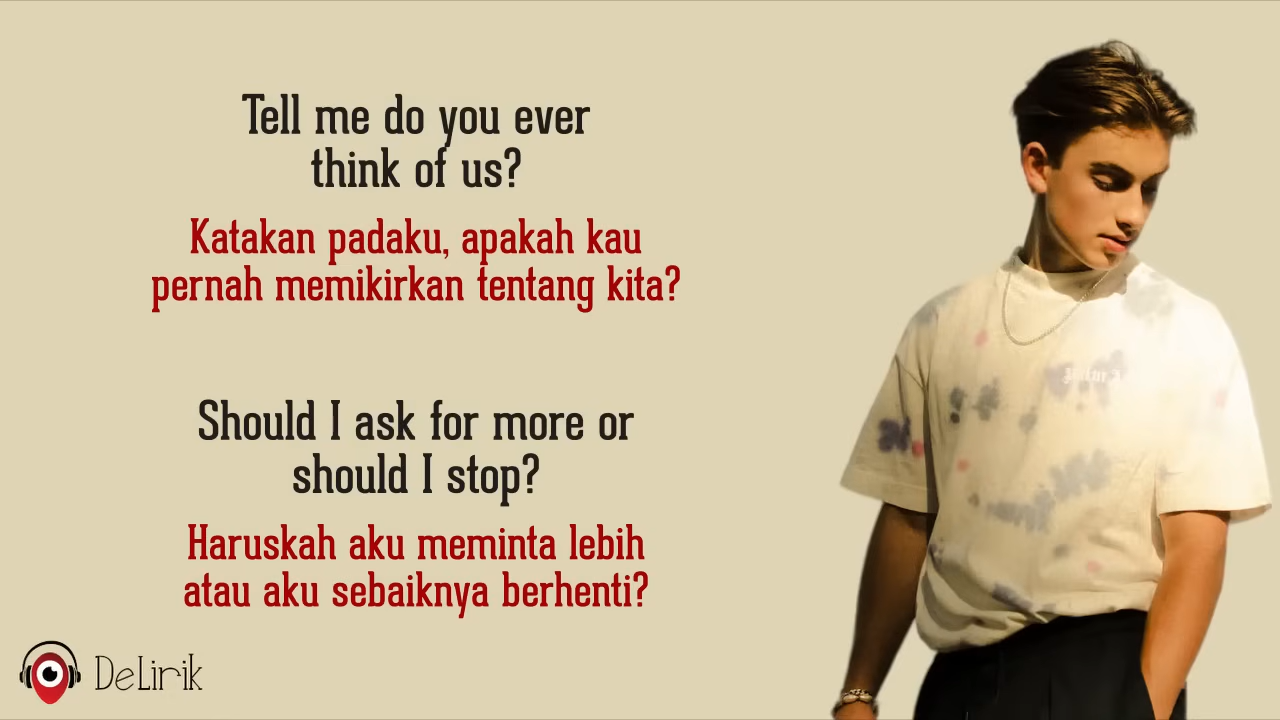 Tell me do you ever
think of us?
Katakan padaku, apakah kau
pernah memikirkan tentang kita?
Should I ask for more or
should I stop?
Haruskah aku meminta lebih
atau aku sebaiknya berhenti?
DeLirik